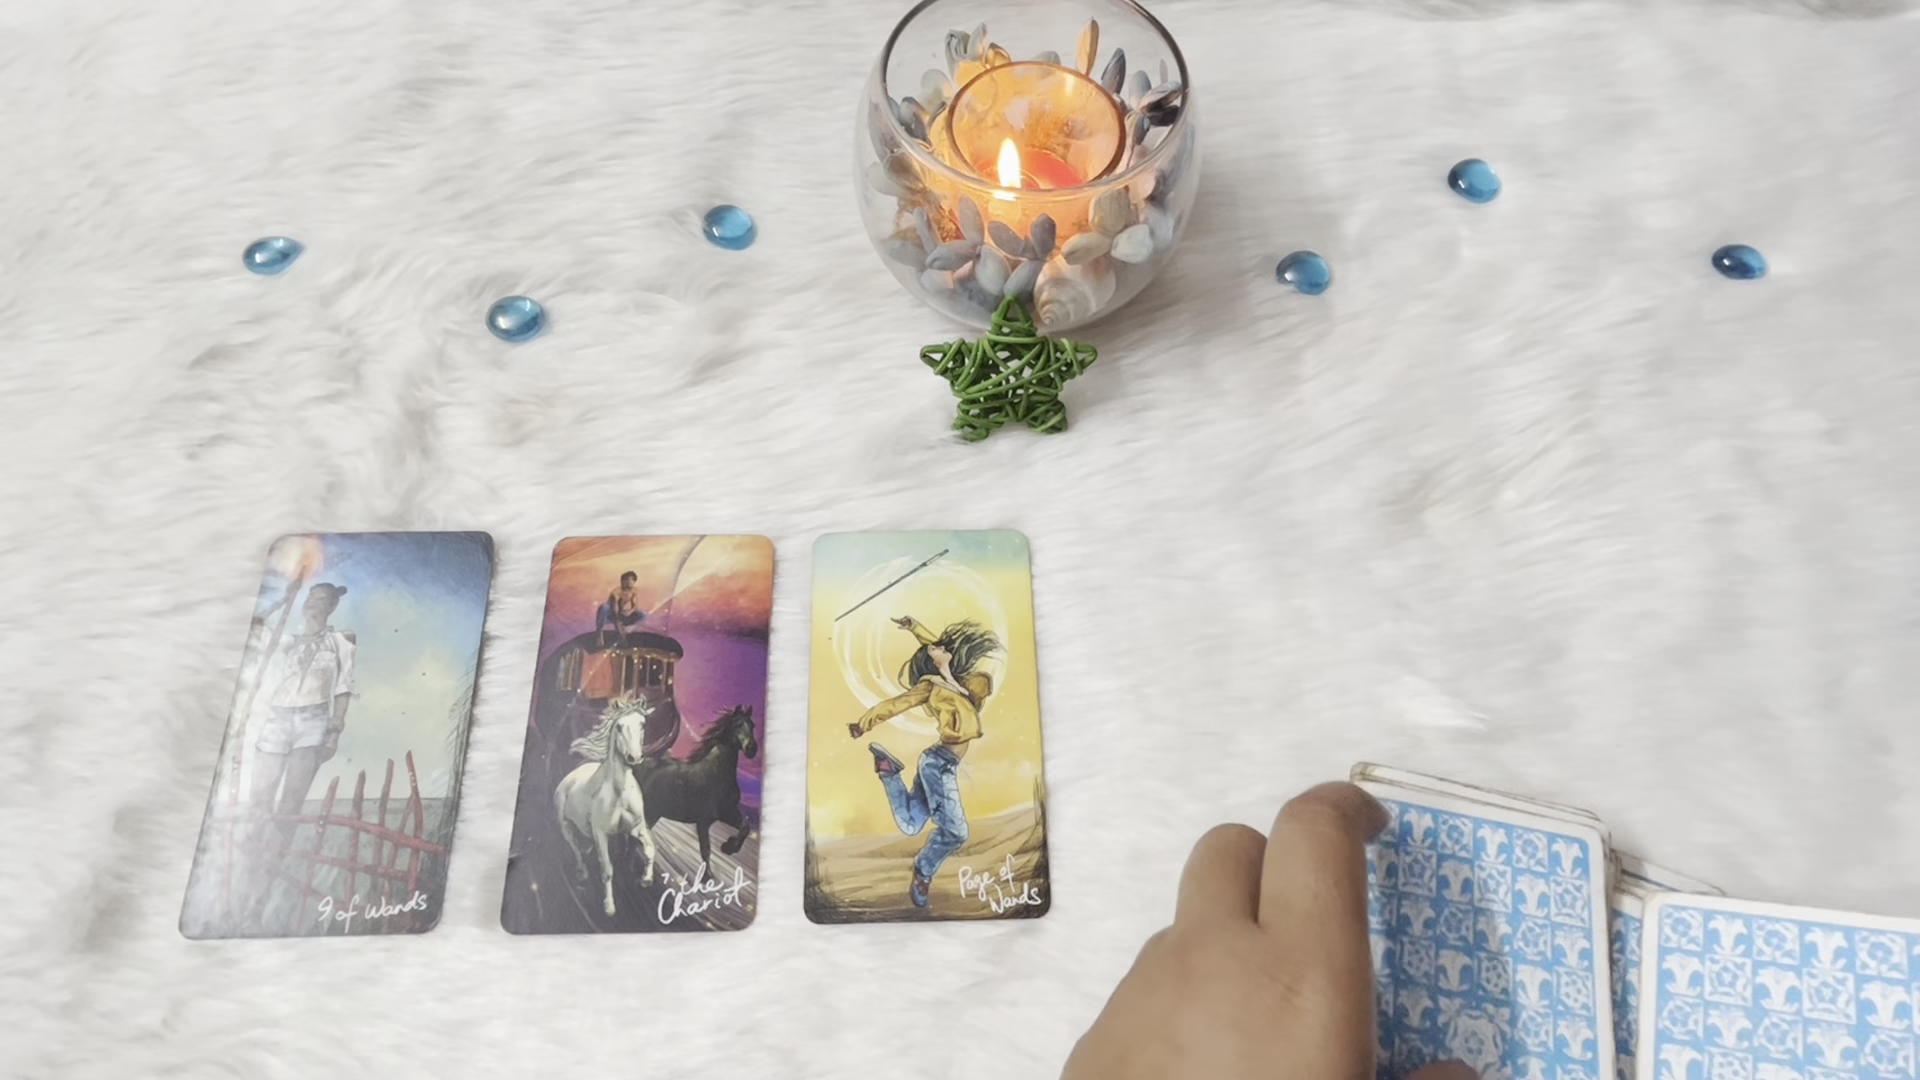 9 of Wands
7. the
Chariot
Page of
Wands